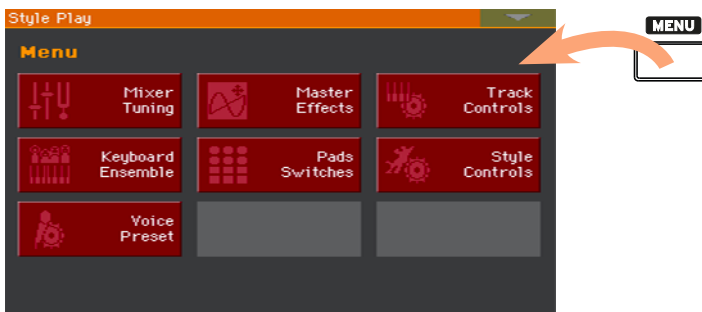 Style Play
MENU
Menu
Mixer
Tuning
Master
Effects
Track
Controls
Keyboard
Ensemble
Pads
Switches
Style
Controls
Voice
Preset